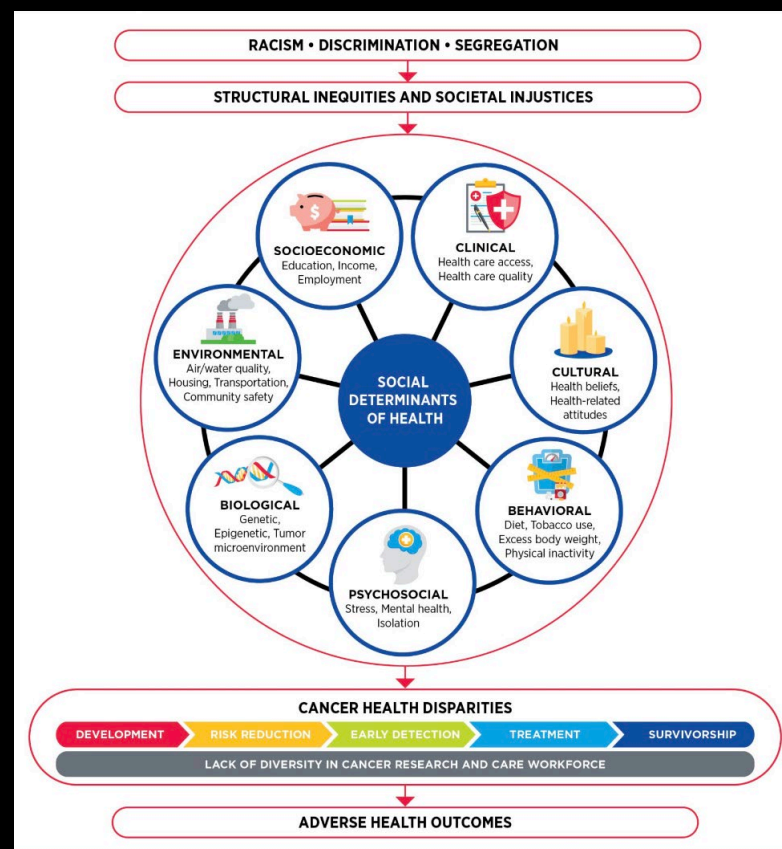 RACISM • DISCRIMINATION • SEGREGATION
STRUCTURAL INEQUITIES AND SOCIETAL INJUSTICES
$
SOCIOECONOMIC
Education, Income,
Employment
CLINICAL
Health care access,
Health care quality
ENVIRONMENTAL
Air/water quality,
Housing, Transportation,
Community safety
SOCIAL
DETERMINANTS
OF HEALTH
CULTURAL
Health beliefs,
Health-related
attitudes
BIOLOGICAL
Genetic,
Epigenetic, Tumor
microenvironment
BEHAVIORAL
Diet, Tobacco use,
Excess body weight,
Physical inactivity
PSYCHOSOCIAL
Stress, Mental health,
Isolation
CANCER HEALTH DISPARITIES
DEVELOPMENT RISK REDUCTION EARLY DETECTION TREATMENT SURVIVORSHIP
LACK OF DIVERSITY IN CANCER RESEARCH AND CARE WORKFORCE
ADVERSE HEALTH OUTCOMES